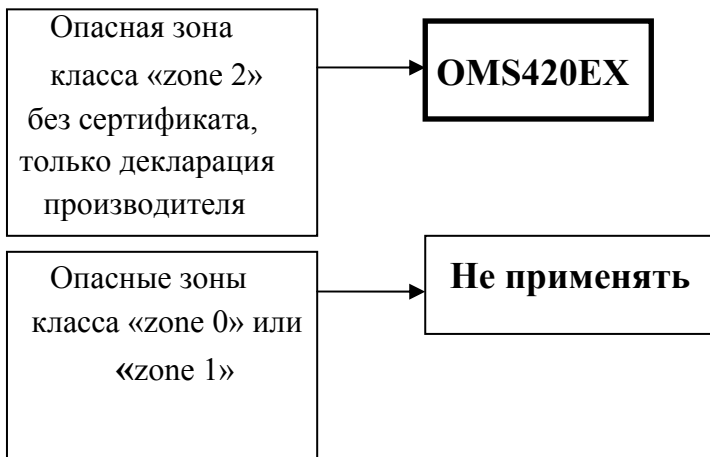 Опасная зона
класса «zone 2»
без сертификата,
только декларация
производителя
OMS420EX
Опасные зоны
класса «zone 0» или
«zone 1»
Не применять